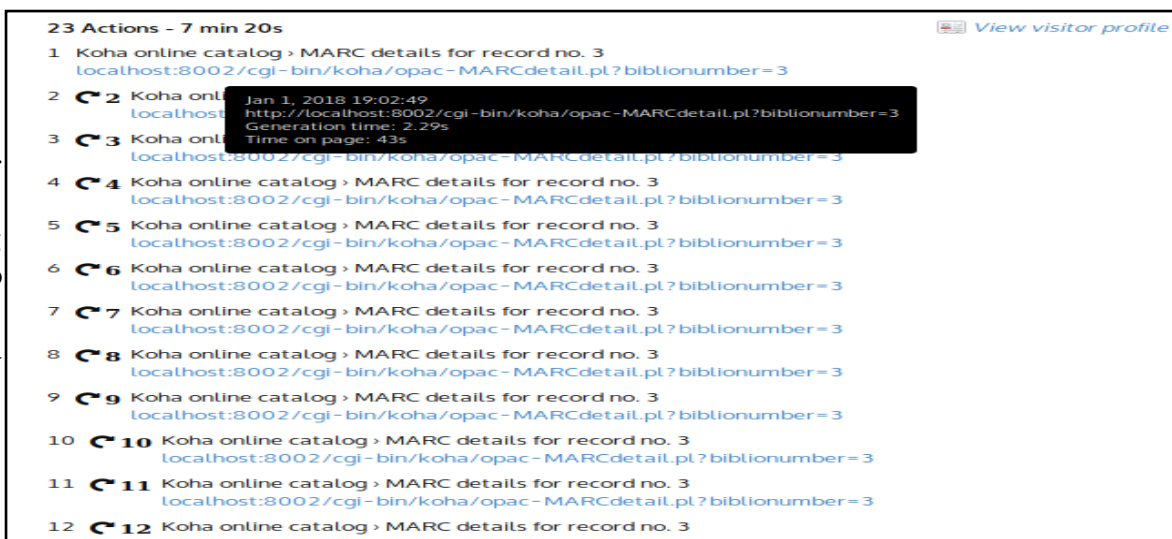 23 Actions - 7 min 20s
View visitor profile
1 Koha online catalog › MARC details for record no. 3
localhost:8002/cgi-bin/koha/opac-MARCdetail.pl?biblionumber=3
2 2 Koha onli
localhost
Jan 1, 2018 19:02:49
http://localhost:8002/cgi-bin/koha/opac-MARCdetail.pl?biblionumber=3
Generation time: 2.29s
Time on page: 43s
3 3 Koha onli
localhost:8002/cgi-bin/koha/opac-MARCdetail.pl?biblionumber=3
4 4 Koha online catalog › MARC details for record no. 3
localhost:8002/cgi-bin/koha/opac-MARCdetail.pl?biblionumber=3
5 5 Koha online catalog › MARC details for record no. 3
localhost:8002/cgi-bin/koha/opac-MARCdetail.pl?biblionumber=3
6 6 Koha online catalog › MARC details for record no. 3
localhost:8002/cgi-bin/koha/opac-MARCdetail.pl?biblionumber=3
7 7 Koha online catalog › MARC details for record no. 3
localhost:8002/cgi-bin/koha/opac-MARCdetail.pl?biblionumber=3
8 8 Koha online catalog › MARC details for record no. 3
localhost:8002/cgi-bin/koha/opac-MARCdetail.pl?biblionumber=3
9 9 Koha online catalog › MARC details for record no. 3
localhost:8002/cgi-bin/koha/opac-MARCdetail.pl?biblionumber=3
10 10 Koha online catalog › MARC details for record no. 3
localhost:8002/cgi-bin/koha/opac-MARCdetail.pl?biblionumber=3
11 11 Koha online catalog › MARC details for record no. 3
localhost:8002/cgi-bin/koha/opac-MARCdetail.pl?biblionumber=3
12 12 Koha online catalog › MARC details for record no. 3